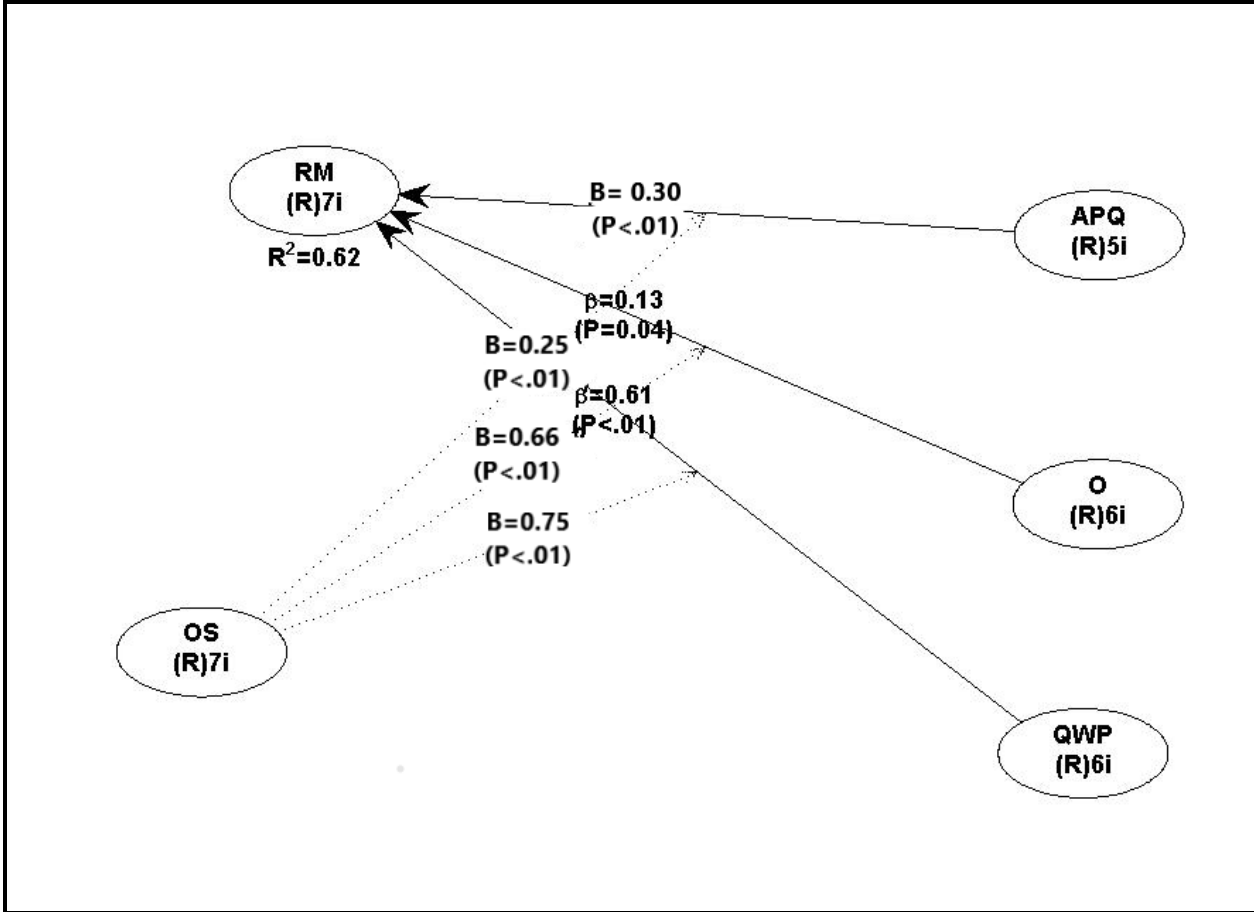 RM
(R)7i
R²=0.62
B= 0.30
(P<.01)
APQ
(R)5i
β=0.13
(P=0.04)
B=0.25
(P<.01)
β=0.61
(P<.01)
B=0.66
(P<.01)
O
(R)6i
B=0.75
(P<.01)
OS
(R)7i
QWP
(R)6i